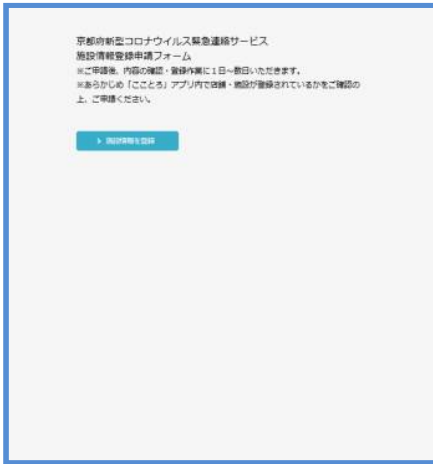 京都府新型コロナウイルス緊急連絡サービス
施設情報登録申請フォーム
※ご申請後、内容の確認・登録作業に1日～数日いただきます。
※あらかじめ「こことろ」アプリ内で店舗・施設が登録されているかをご確認の
上、ご申請ください。
> 施設情報を登録